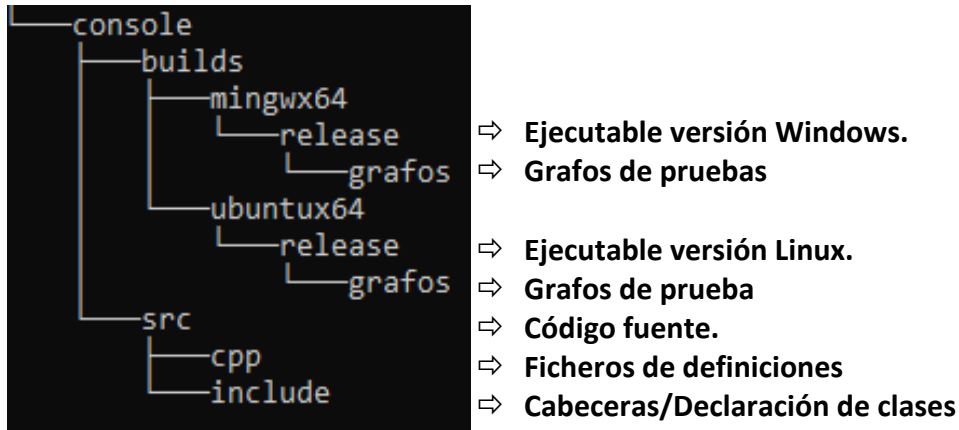 console
builds
mingwx64
release ⇨ Ejecutable versión Windows.
grafos ⇨ Grafos de pruebas
ubuntux64
release ⇨ Ejecutable versión Linux.
grafos ⇨ Grafos de prueba
src ⇨ Código fuente.
cpp ⇨ Ficheros de definiciones
include ⇨ Cabeceras/Declaración de clases